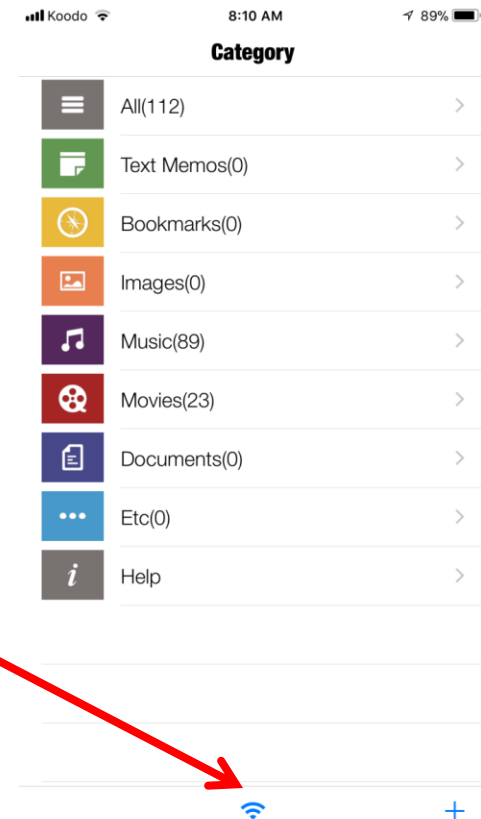 Koodo 8:10 AM 89%
Category
All(112)
Text Memos(0)
Bookmarks(0)
Images(0)
Music(89)
Movies(23)
Documents(0)
Etc(0)
Help